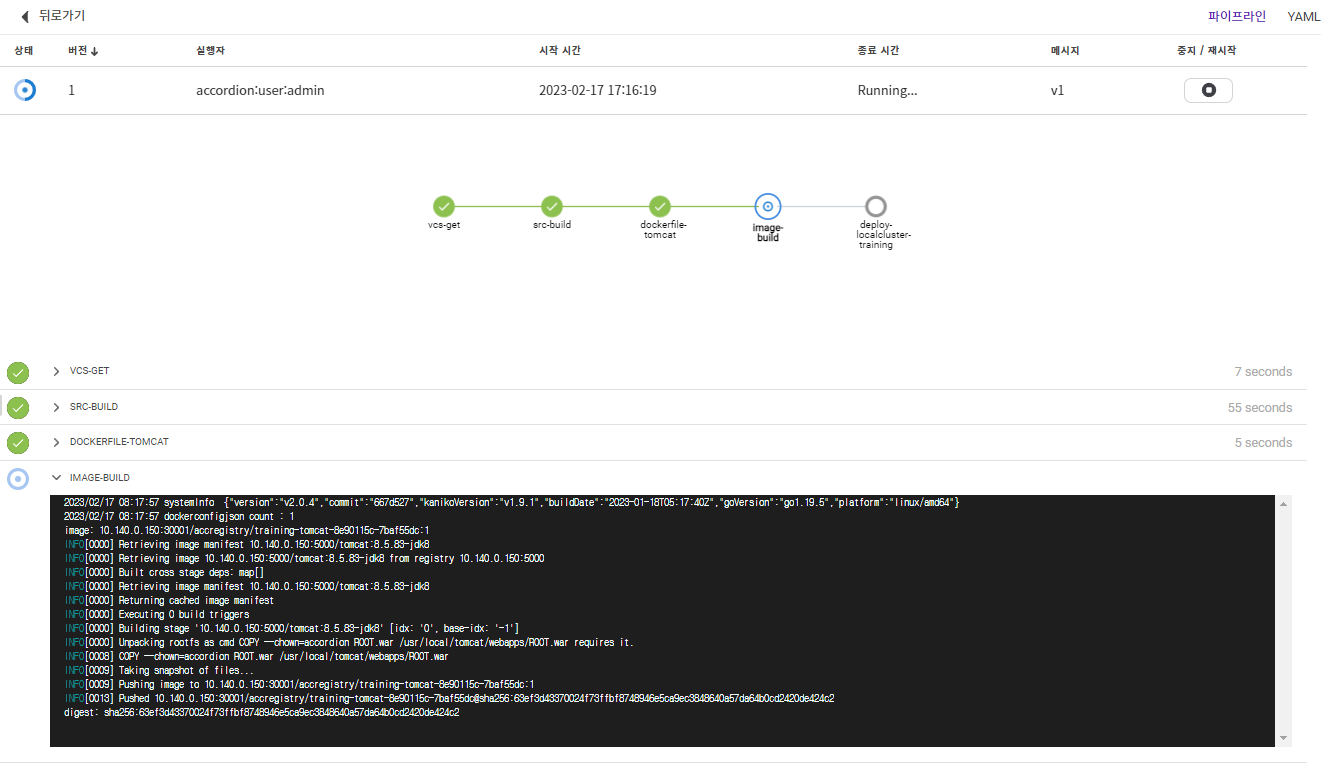 뒤로가기
파이프라인 YAML
상태 버전 실행자 시작 시간 종료 시간 메시지 중지 / 재시작
1 accordion:user:admin 2023-02-17 17:16:19 Running... v1
vcs-get src-build dockerfile-tomcat image-build deploy-localcluster-training
VCS-GET 7 seconds
SRC-BUILD 55 seconds
DOCKERFILE-TOMCAT 5 seconds
IMAGE-BUILD
2023/02/17 08:17:57 systemInfo {"version":"v2.0.4","commit":"667d527","kanikoVersion":"v1.9.1","buildDate":"2023-01-18T05:17:40Z","goVersion":"go1.19.5","platform":"linux/amd64"}
2023/02/17 08:17:57 dockerconfigjson count : 1
image: 10.140.0.150:30001/accregistry/training-tomcat-8e90115c-7baf55dc:1
INFO[0000] Retrieving image manifest 10.140.0.150:5000/tomcat:8.5.83-jdk8
INFO[0000] Retrieving image 10.140.0.150:5000/tomcat:8.5.83-jdk8 from registry 10.140.0.150:5000
INFO[0000] Built cross stage deps: map[]
INFO[0000] Retrieving image manifest 10.140.0.150:5000/tomcat:8.5.83-jdk8
INFO[0000] Returning cached image manifest
INFO[0000] Executing 0 build triggers
INFO[0000] Building stage '10.140.0.150:5000/tomcat:8.5.83-jdk8' [idx: '0', base-idx: '-1']
INFO[0000] Unpacking rootfs as cmd COPY --chown=accordion ROOT.war /usr/local/tomcat/webapps/ROOT.war requires it.
INFO[0008] COPY --chown=accordion ROOT.war /usr/local/tomcat/webapps/ROOT.war
INFO[0009] Taking snapshot of files...
INFO[0009] Pushing image to 10.140.0.150:30001/accregistry/training-tomcat-8e90115c-7baf55dc:1
INFO[0013] Pushed 10.140.0.150:30001/accregistry/training-tomcat-8e90115c-7baf55dc@sha256:63ef3d43370024f73ffbf8748946e5ca9ec3848640a57da64b0cd2420de424c2
digest: sha256:63ef3d43370024f73ffbf8748946e5ca9ec3848640a57da64b0cd2420de424c2